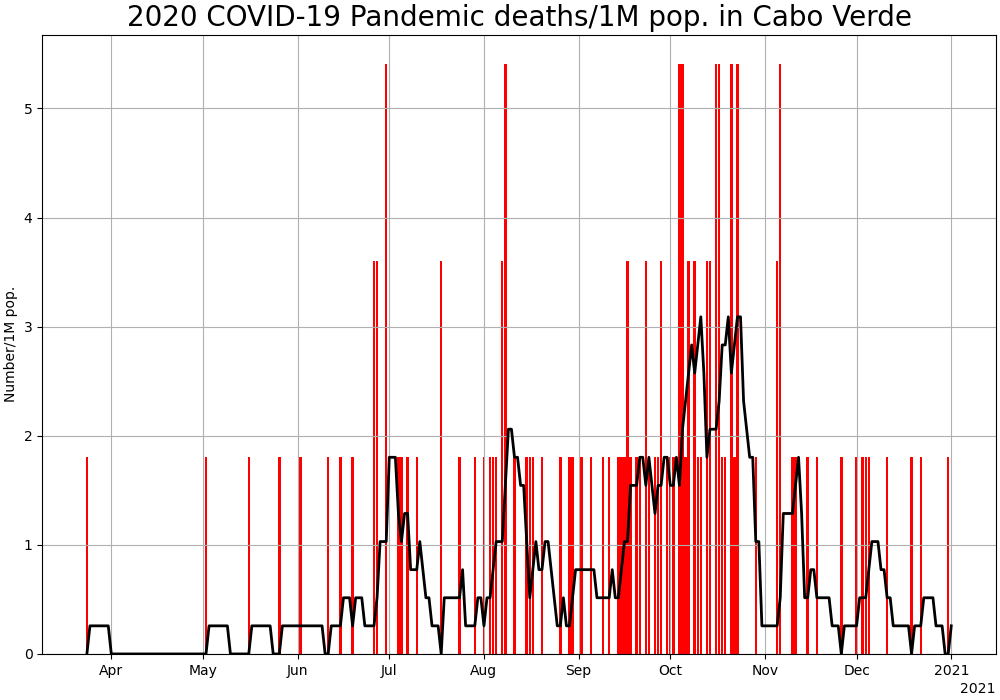 2020 COVID-19 Pandemic deaths/1M pop. in Cabo Verde
Number/1M pop.
5
4
3
2
1
0
Apr May Jun Jul Aug Sep Oct Nov Dec 2021
2021